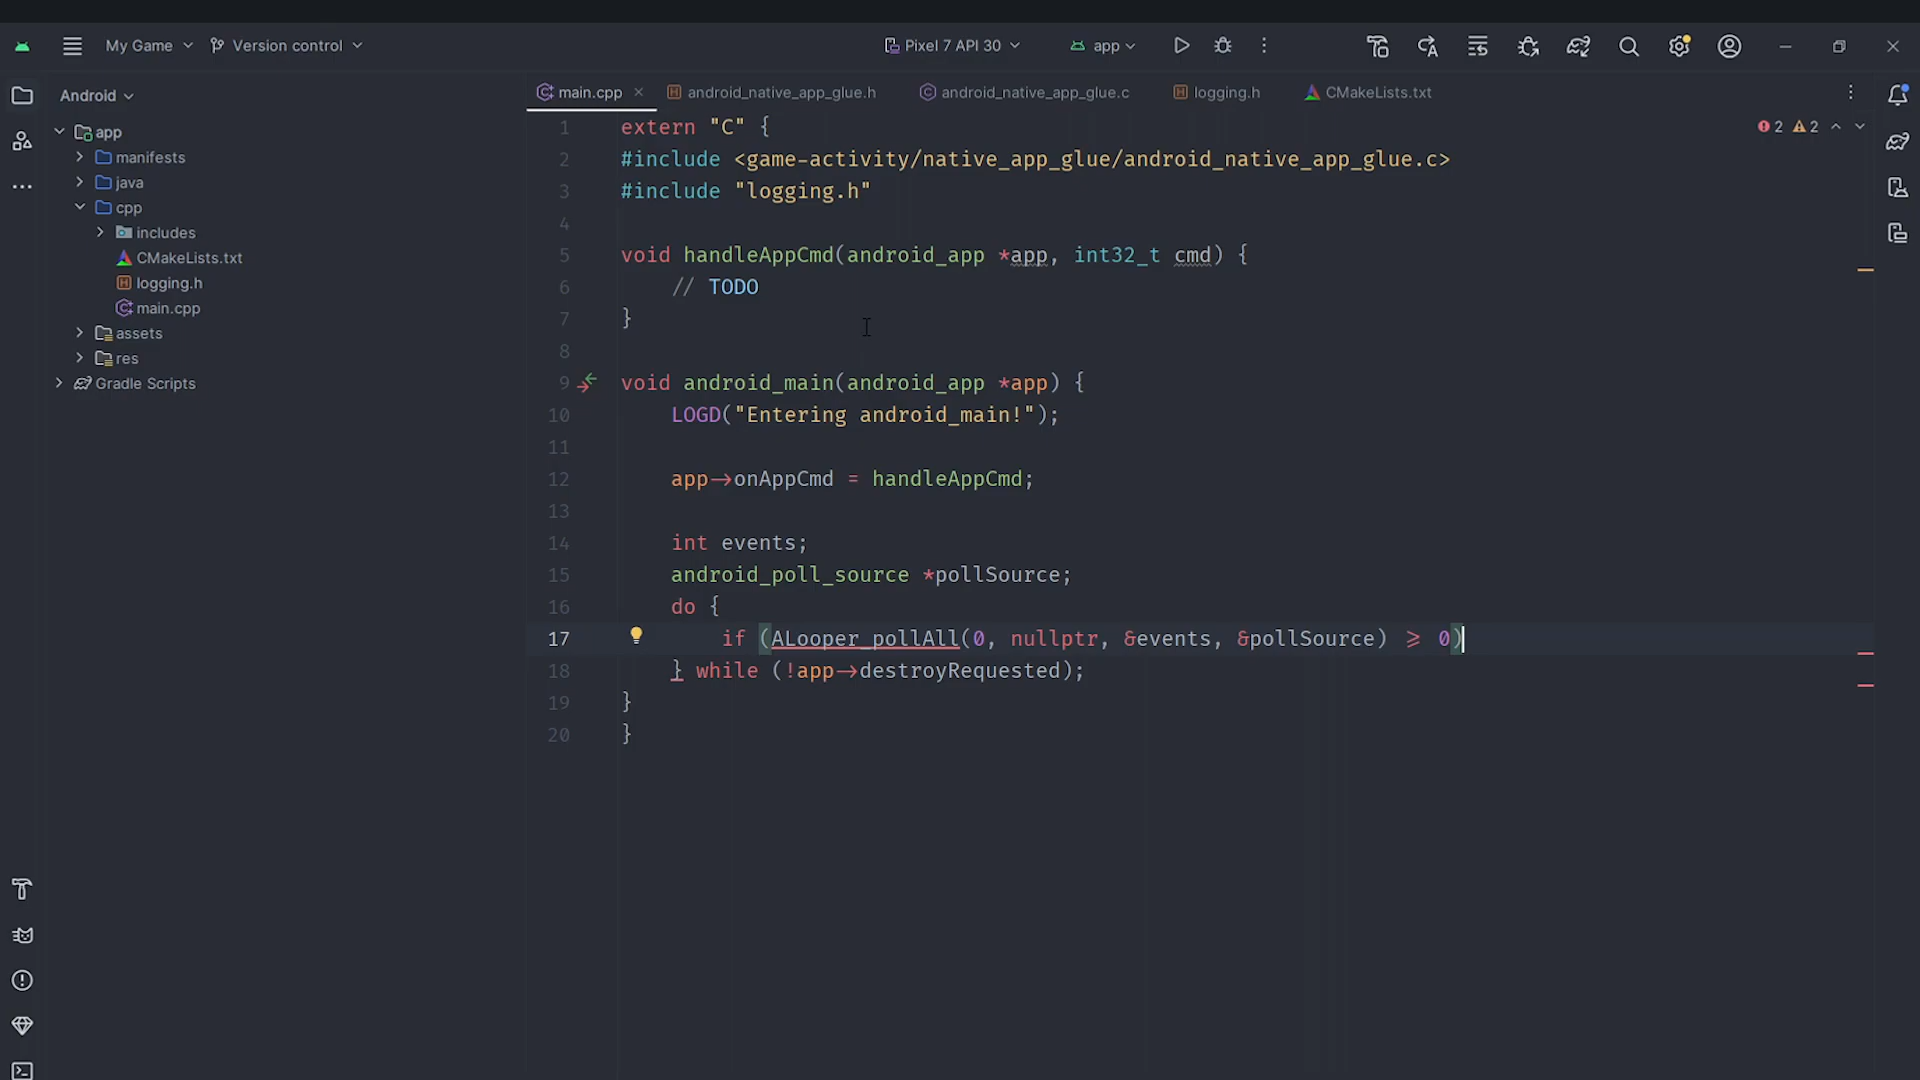 My Game
Version control
Pixel 7 API 30
app
Android
app
manifests
java
cpp
includes
CMakeLists.txt
logging.h
main.cpp
assets
res
Gradle Scripts
main.cpp
android_native_app_glue.h
android_native_app_glue.c
logging.h
CMakeLists.txt
2 2
1 extern "C" {
2 #include <game-activity/native_app_glue/android_native_app_glue.c>
3 #include "logging.h"
4
5 void handleAppCmd(android_app *app, int32_t cmd) {
6 // TODO
7 }
8
9 void android_main(android_app *app) {
10 LOGD("Entering android_main!");
11
12 app->onAppCmd = handleAppCmd;
13
14 int events;
15 android_poll_source *pollSource;
16 do {
17 if (ALooper_pollAll(0, nullptr, &events, &pollSource) >= 0)
18 } while (!app->destroyRequested);
19 }
20 }